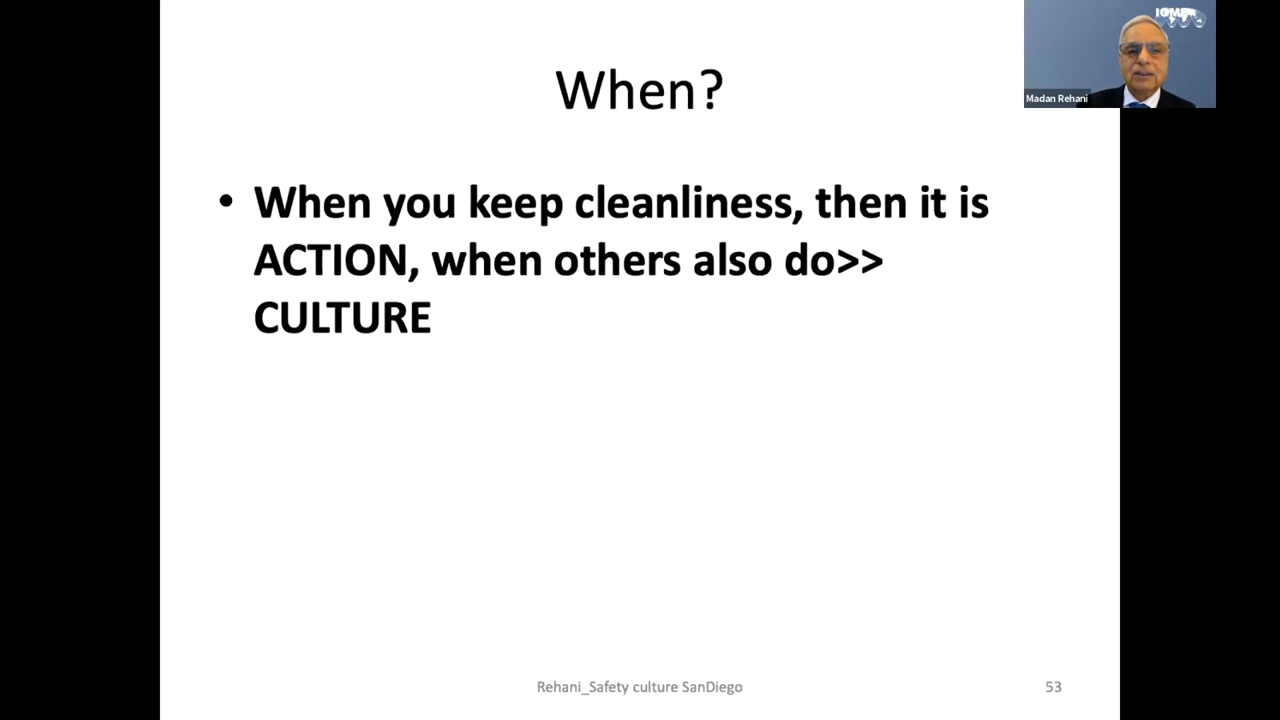 When?
Madan Rehani
• When you keep cleanliness, then it is
ACTION, when others also do>>
CULTURE
Rehani_Safety culture SanDiego
53